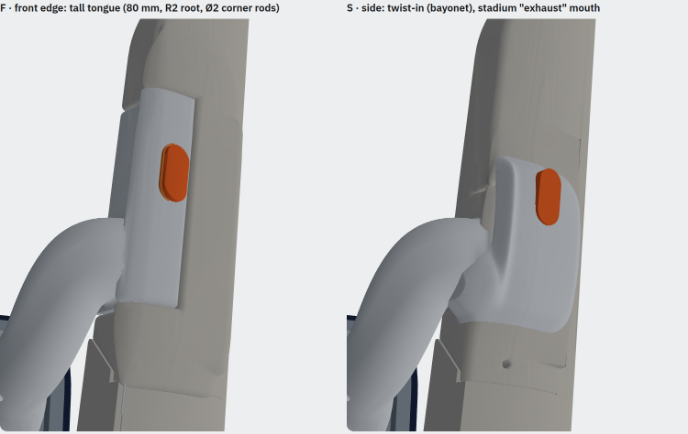 F · front edge: tall tongue (80 mm, R2 root, Ø2 corner rods)
S · side: twist-in (bayonet), stadium "exhaust" mouth